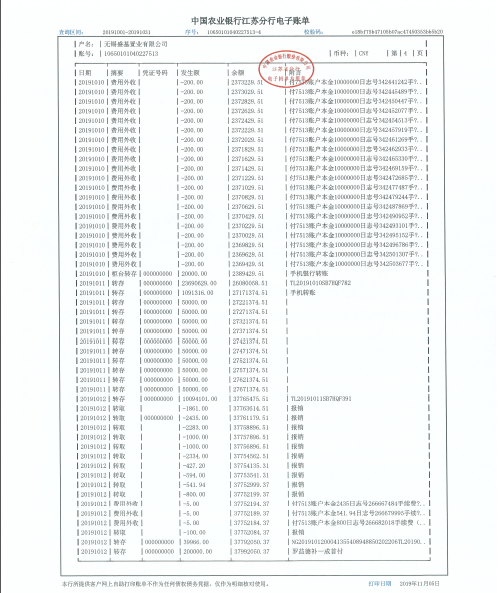 中国农业银行江苏分行电子账单
查询区间: 20191001-20191031 序号: 10650101040227513-4 检验码:
户名: 无锡盛磊置业有限公司
账号: 10650101040227513 币种: CNY 第 4 页
日期 摘要 凭证号码 发生额 余额 附言
20191010 费用外收 -200.00 2373229.51 付7513账户本金10000000日志号342441242手?..
20191010 费用外收 -200.00 2373029.51 付7513账户本金10000000日志号342445489手?..
20191010 费用外收 -200.00 2372829.51 付7513账户本金10000000日志号342450447手?..
20191010 费用外收 -200.00 2372629.51 付7513账户本金10000000日志号342452077手?..
20191010 费用外收 -200.00 2372429.51 付7513账户本金10000000日志号342454513手?..
20191010 费用外收 -200.00 2372229.51 付7513账户本金10000000日志号342457919手?..
20191010 费用外收 -200.00 2372029.51 付7513账户本金10000000日志号342461269手?..
20191010 费用外收 -200.00 2371829.51 付7513账户本金10000000日志号342462933手?..
20191010 费用外收 -200.00 2371629.51 付7513账户本金10000000日志号342465330手?..
20191010 费用外收 -200.00 2371429.51 付7513账户本金10000000日志号342469159手?..
20191010 费用外收 -200.00 2371229.51 付7513账户本金10000000日志号342472685手?..
20191010 费用外收 -200.00 2371029.51 付7513账户本金10000000日志号342477487手?..
20191010 费用外收 -200.00 2370829.51 付7513账户本金10000000日志号342479244手?..
20191010 费用外收 -200.00 2370629.51 付7513账户本金10000000日志号342487869手?..
20191010 费用外收 -200.00 2370429.51 付7513账户本金10000000日志号342490952手?..
20191010 费用外收 -200.00 2370229.51 付7513账户本金10000000日志号342493101手?..
20191010 费用外收 -200.00 2370029.51 付7513账户本金10000000日志号342493152手?..
20191010 费用外收 -200.00 2369829.51 付7513账户本金10000000日志号342496786手?..
20191010 费用外收 -200.00 2369629.51 付7513账户本金10000000日志号342501307手?..
20191010 费用外收 -200.00 2369429.51 付7513账户本金10000000日志号342503677手?..
20191010 柜台转存 000000000 20000.00 2389429.51 手机银行转账
20191011 转存 000000000 23690629.00 26080058.51 TL20191010SB7BQF782
20191011 转存 000000000 1091316.00 27171374.51 手机转账
20191011 转存 000000000 50000.00 27221374.51
20191011 转存 000000000 50000.00 27271374.51
20191011 转存 000000000 50000.00 27321374.51
20191011 转存 000000000 50000.00 27371374.51
20191011 转存 000000000 50000.00 27421374.51
20191011 转存 000000000 50000.00 27471374.51
20191011 转存 000000000 50000.00 27521374.51
20191011 转存 000000000 50000.00 27571374.51
20191011 转存 000000000 50000.00 27621374.51
20191011 转存 000000000 50000.00 27671374.51
20191012 转存 000000000 10094101.00 37765475.51 TL20191011SB7BQF391
20191012 转取 -1861.00 37763614.51 报销
20191012 转取 000000000 -2435.00 37761179.51 报销
20191012 转取 -2283.00 37758896.51 报销
20191012 转取 -1000.00 37757896.51 报销
20191012 转取 -1000.00 37756896.51 报销
20191012 转取 -2334.00 37754562.51 报销
20191012 转取 -427.20 37754135.31 报销
20191012 转取 -594.00 37753541.31 报销
20191012 转取 -541.94 37752999.37 报销
20191012 转取 -800.00 37752199.37 报销
20191012 费用外收 -5.00 37752194.37 付7513账户本金2435日志号266667484手续费?..
20191012 费用外收 -5.00 37752189.37 付7513账户本金541.94日志号266679995手续?..
20191012 费用外收 -5.00 37752184.37 付7513账户本金800日志号266682018手续费(..
20191012 转取 -100.00 37752084.37 报销
20191012 转存 000000000 39966.00 37792050.37
20191012 转存 000000000 200000.00 37992050.37
本行所提供客户网上自助打印账单不作为任何债权债务凭据,仅作为明细核对使用。 打印日期 2019年11月05日